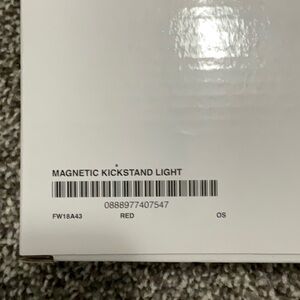 MAGNETIC KICKSTAND LIGHT
0888977407547
FW18A43 RED OS